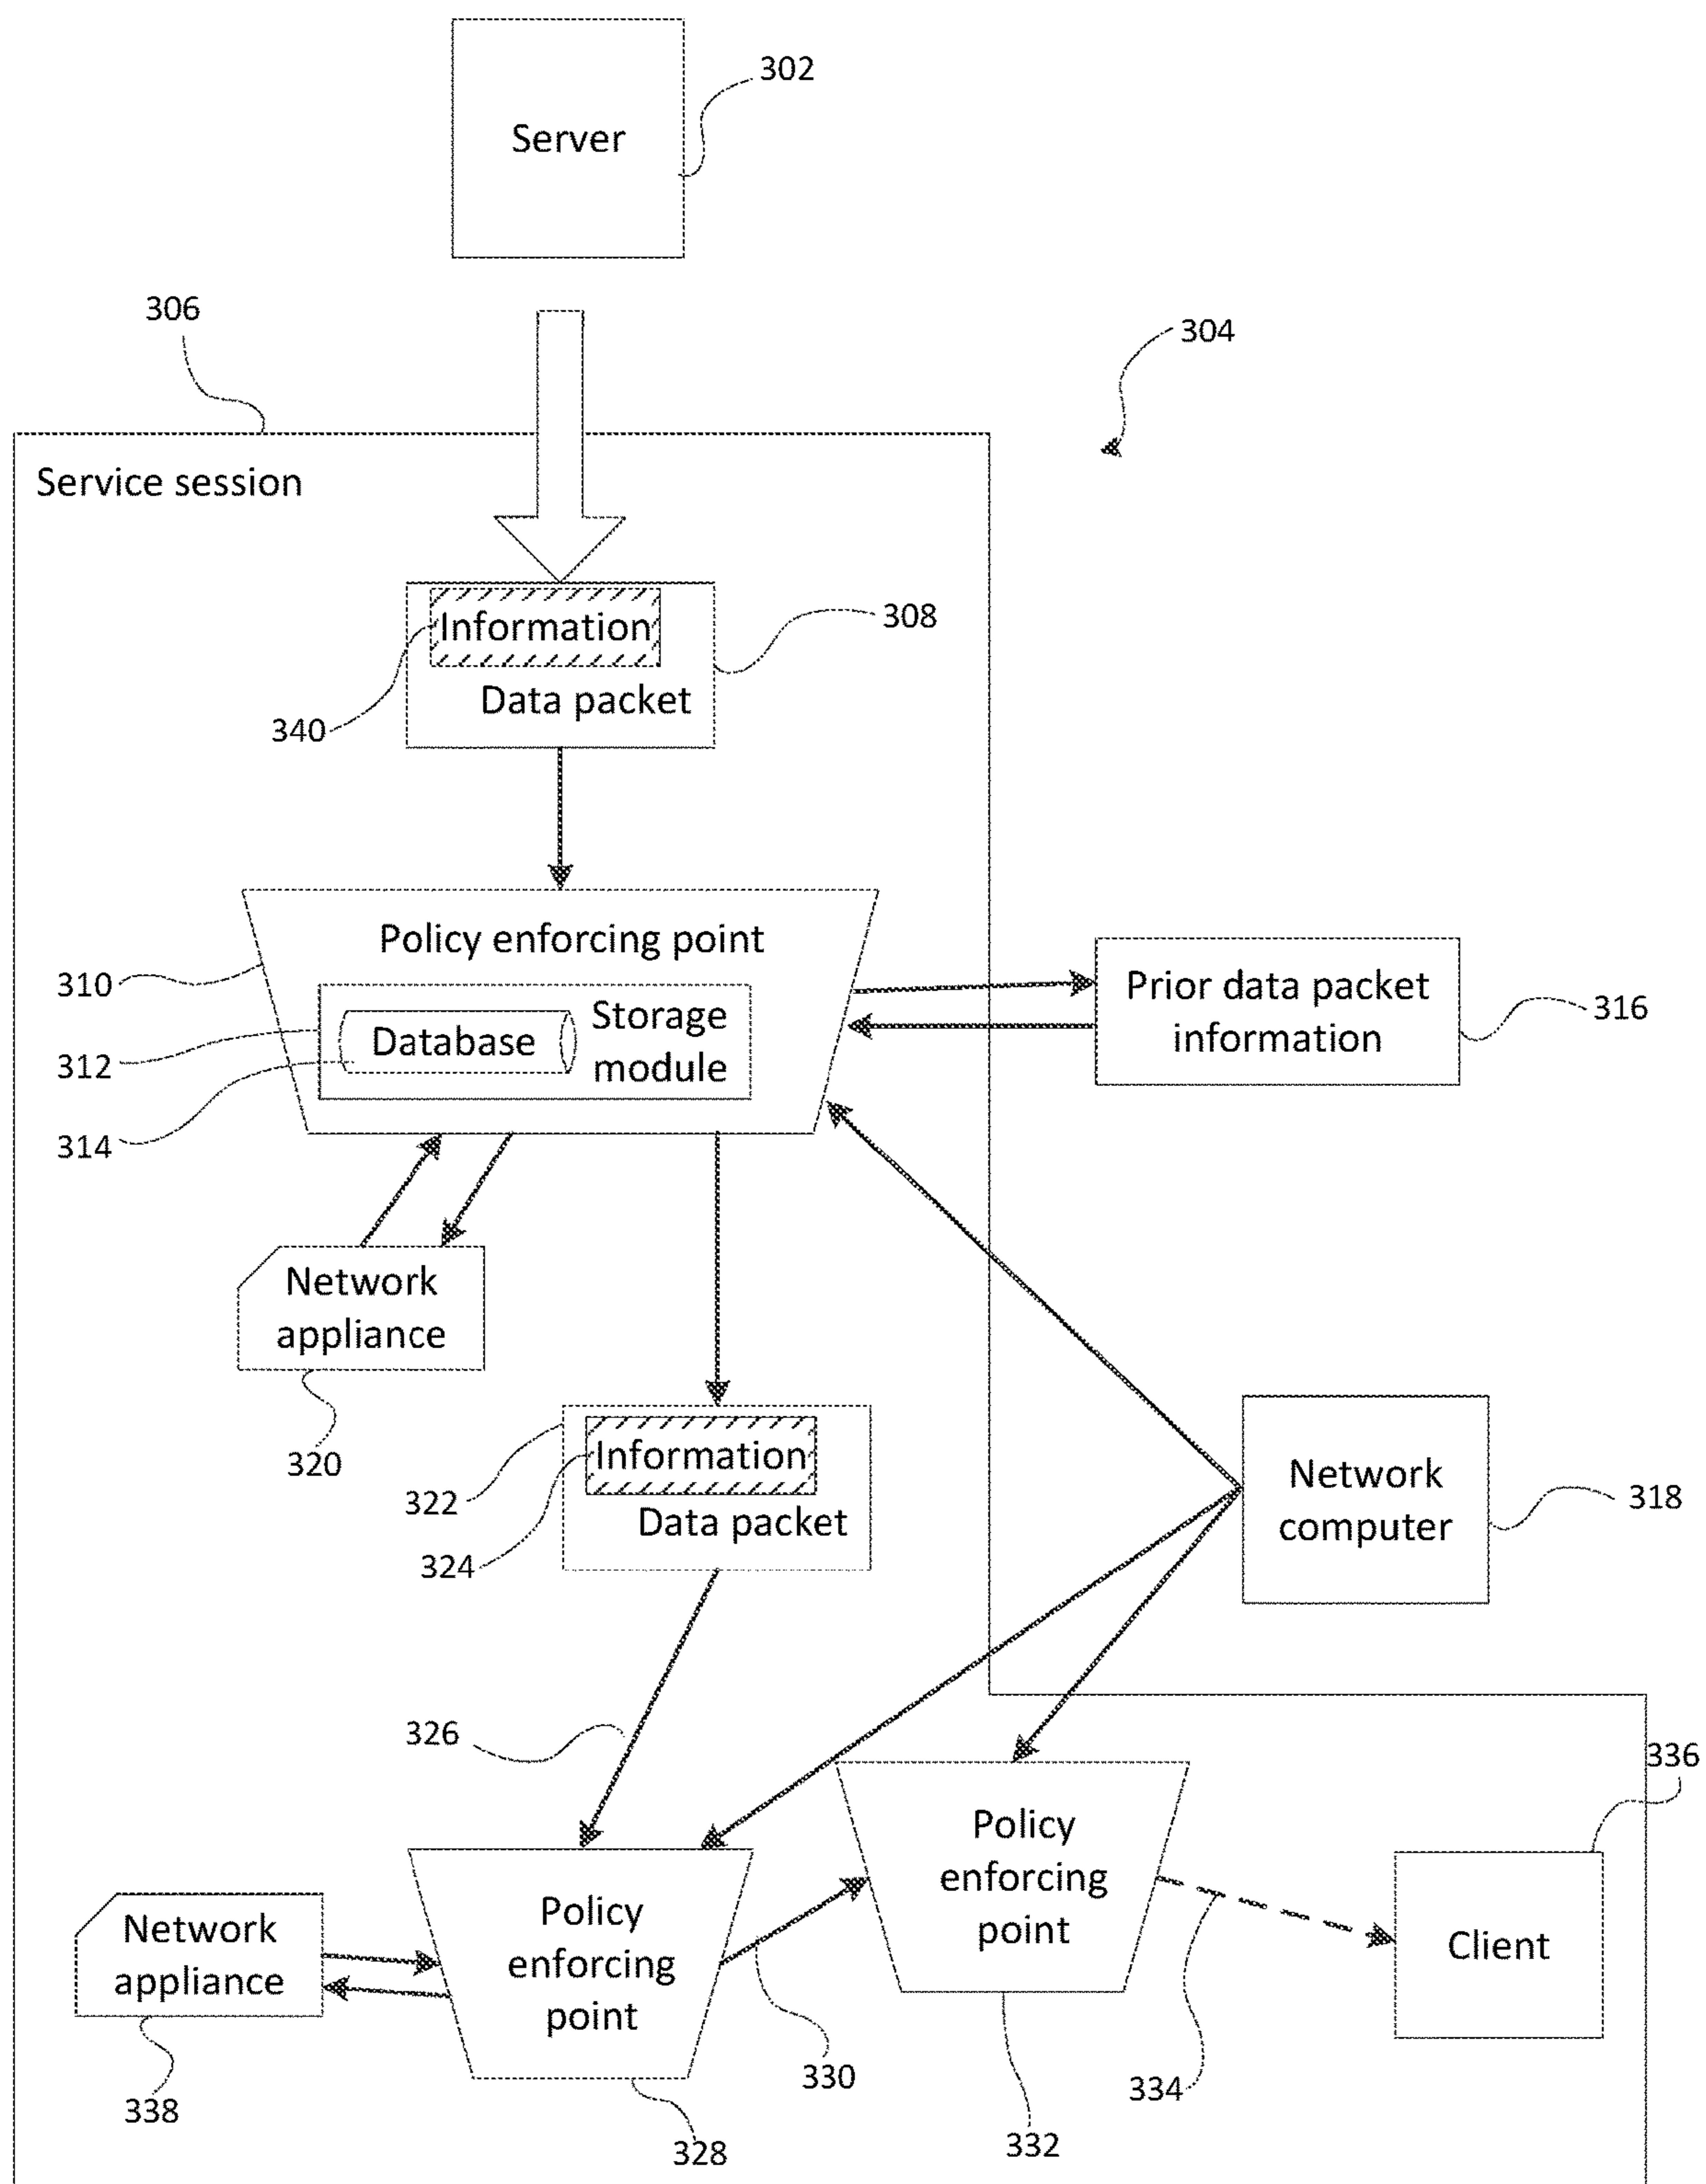 302
Server
306
304
Service session
Information
308
Data packet
340
Policy enforcing point
310
Storage
module
Database
312
314
Prior data packet
information
316
Network
appliance
320
Information
322
Data packet
324
Network
computer
318
326
336
Policy
enforcing
point
Client
Policy
enforcing
point
Network
appliance
330
334
338
328
332